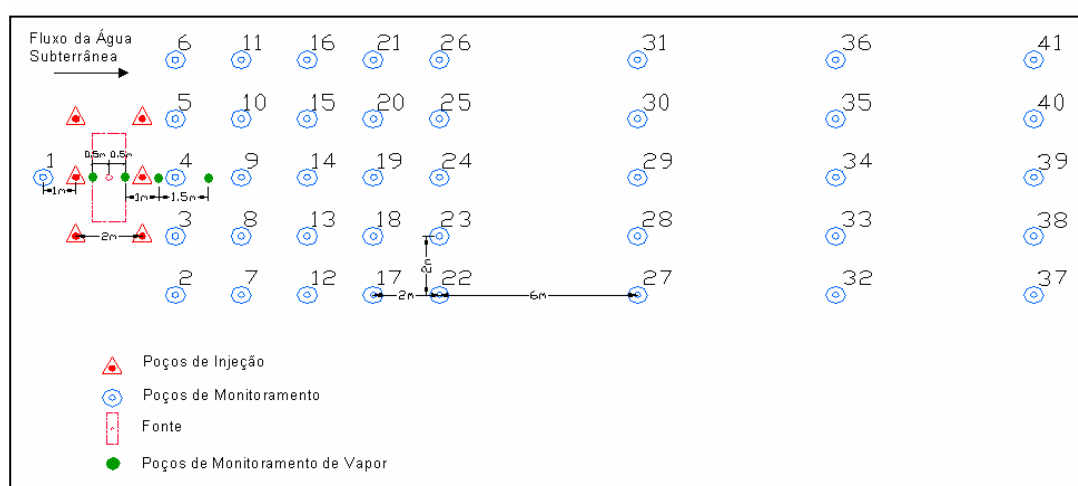 Fluxo da Água
Subterrânea
6 11 16 21 26 31 36 41
5 10 15 20 25 30 35 40
0.5m 0.5m
1 4 9 14 19 24 29 34 39
1m 1m 1.5m
3 8 13 18 23 28 33 38
2m
2m
2 7 12 17 22 27 32 37
2m 6m
Poços de Injeção
Poços de Monitoramento
Fonte
Poços de Monitoramento de Vapor